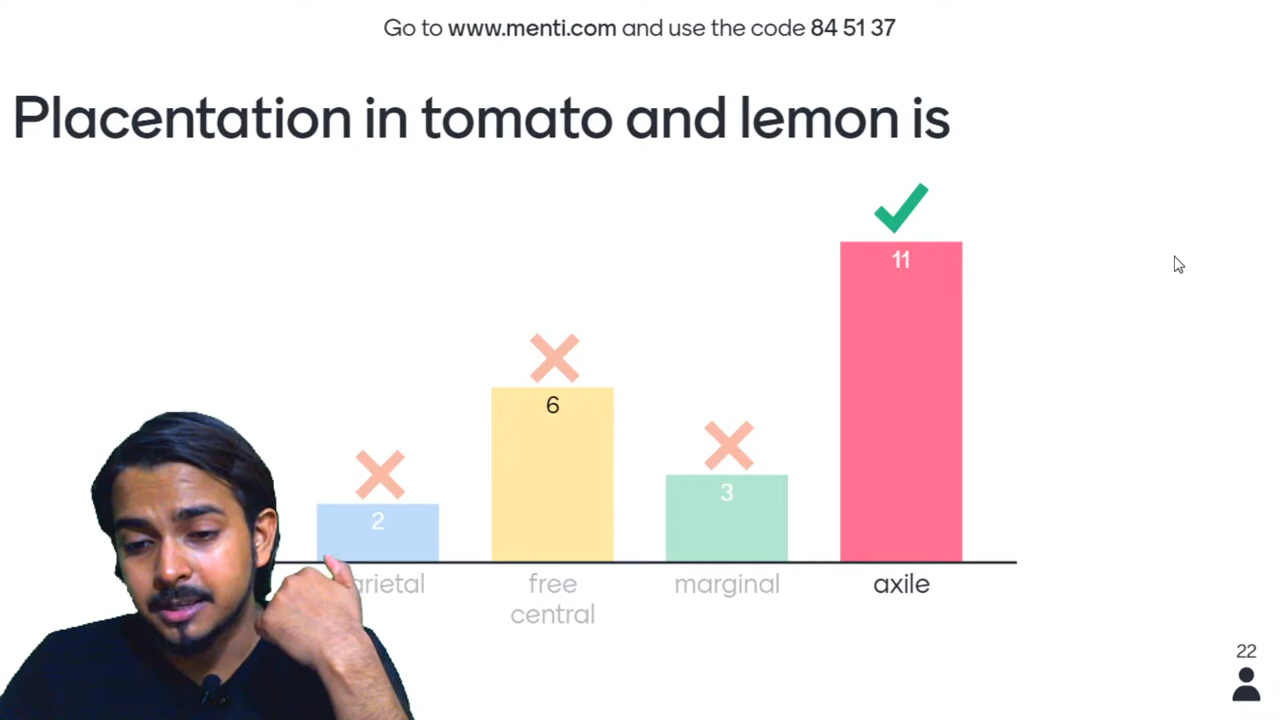 Go to www.menti.com and use the code 84 51 37
Placentation in tomato and lemon is
11
6
3
2
arietal
free
central
marginal
axile
22